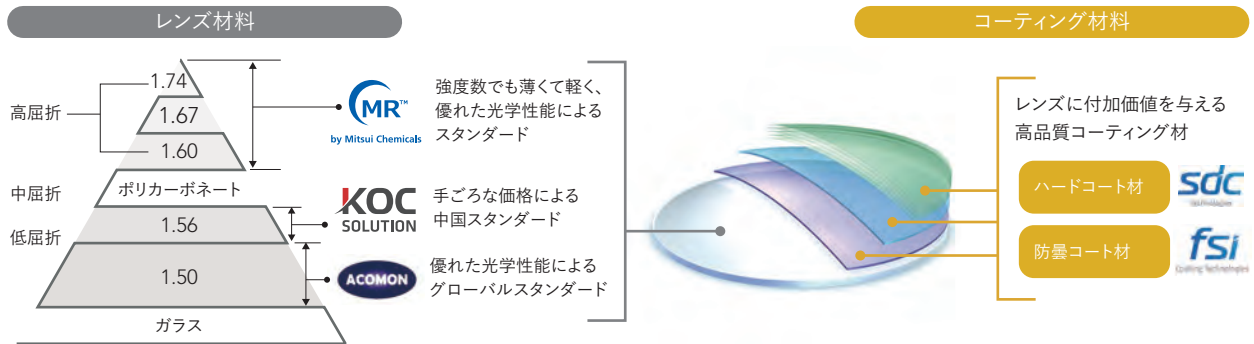 レンズ材料
高屈折
1.74
1.67
1.60
中屈折
ポリカーボネート
低屈折
1.56
1.50
ガラス
MR™
by Mitsui Chemicals
強度数でも薄くて軽く、
優れた光学性能による
スタンダード
KOC
SOLUTION
手ごろな価格による
中国スタンダード
ACOMON
優れた光学性能による
グローバルスタンダード
コーティング材料
レンズに付加価値を与える
高品質コーティング材
ハードコート材
sdc
technologies
防曇コート材
fsi
Coating Technologies